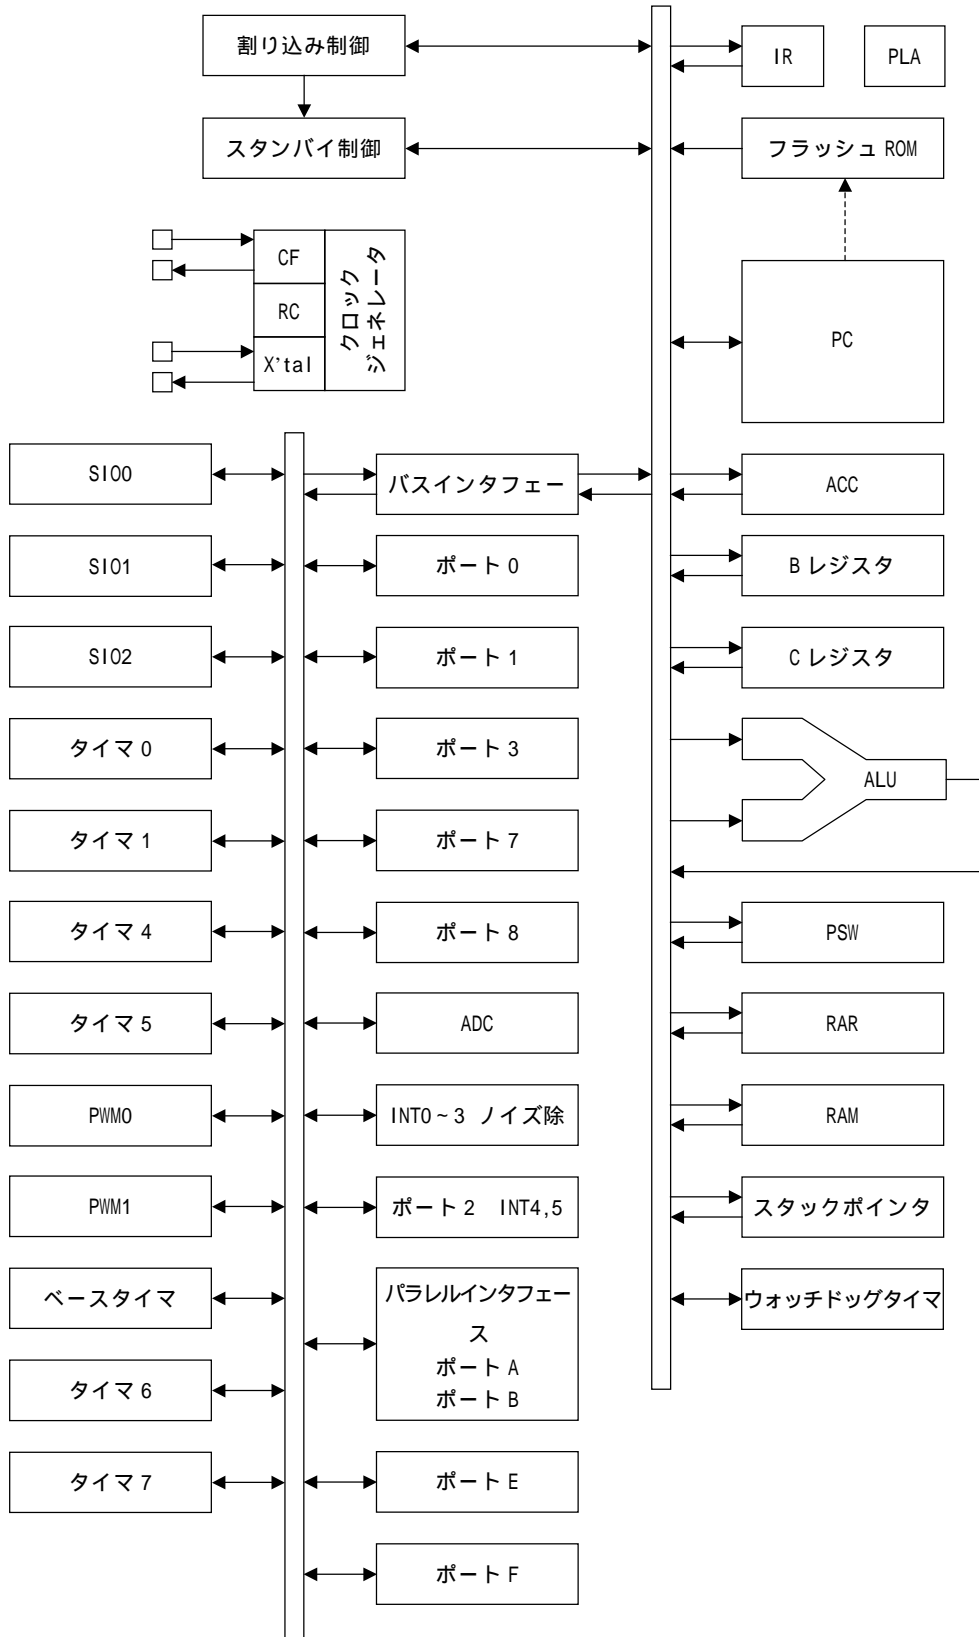 割り込み制御
IR
PLA
スタンバイ制御
フラッシュ ROM
CF
RC
X'tal
クロック
ジェネレータ
PC
SIO0
バスインタフェー
ACC
SIO1
ポート 0
B レジスタ
SIO2
ポート 1
C レジスタ
タイマ 0
ポート 3
ALU
タイマ 1
ポート 7
タイマ 4
ポート 8
PSW
タイマ 5
ADC
RAR
PWM0
INT0~3 ノイズ除
RAM
PWM1
ポート 2 INT4,5
スタックポインタ
ベースタイマ
パラレルインタフェー
ス
ポート A
ポート B
ウォッチドッグタイマ
タイマ 6
タイマ 7
ポート E
ポート F